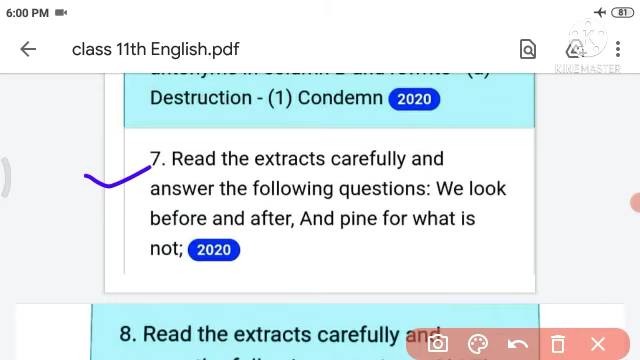 6:00 PM 81
class 11th English.pdf
KINEMASTER
Destruction - (1) Condemn 2020
7. Read the extracts carefully and
answer the following questions: We look
before and after, And pine for what is
not; 2020
8. Read the extracts carefully and